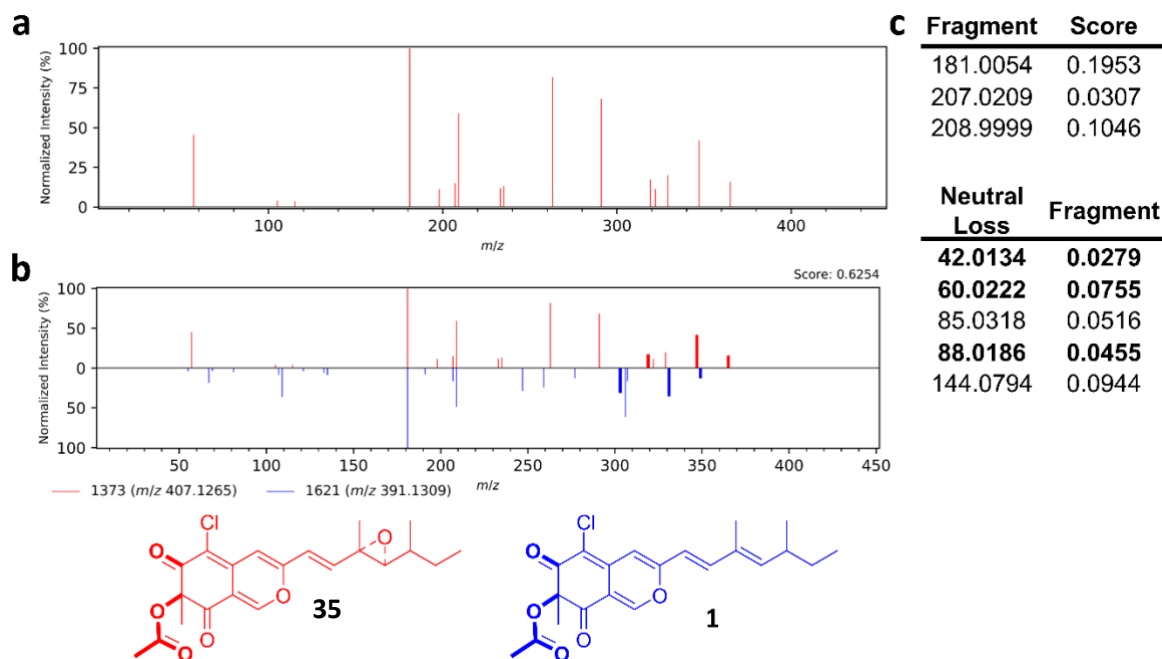 a
Normalized Intensity (%)
100
75
50
25
0
100
200
300
400
m/z
b
Score: 0.6254
Normalized Intensity (%)
100
50
0
50
100
50
100
150
200
250
300
350
400
450
m/z
1373 (m/z 407.1265)
1621 (m/z 391.1309)
Cl
O
O
O
O
O
O
35
Cl
O
O
O
O
O
1
c
Fragment Score
181.0054 0.1953
207.0209 0.0307
208.9999 0.1046
Neutral Loss Fragment
42.0134 0.0279
60.0222 0.0755
85.0318 0.0516
88.0186 0.0455
144.0794 0.0944